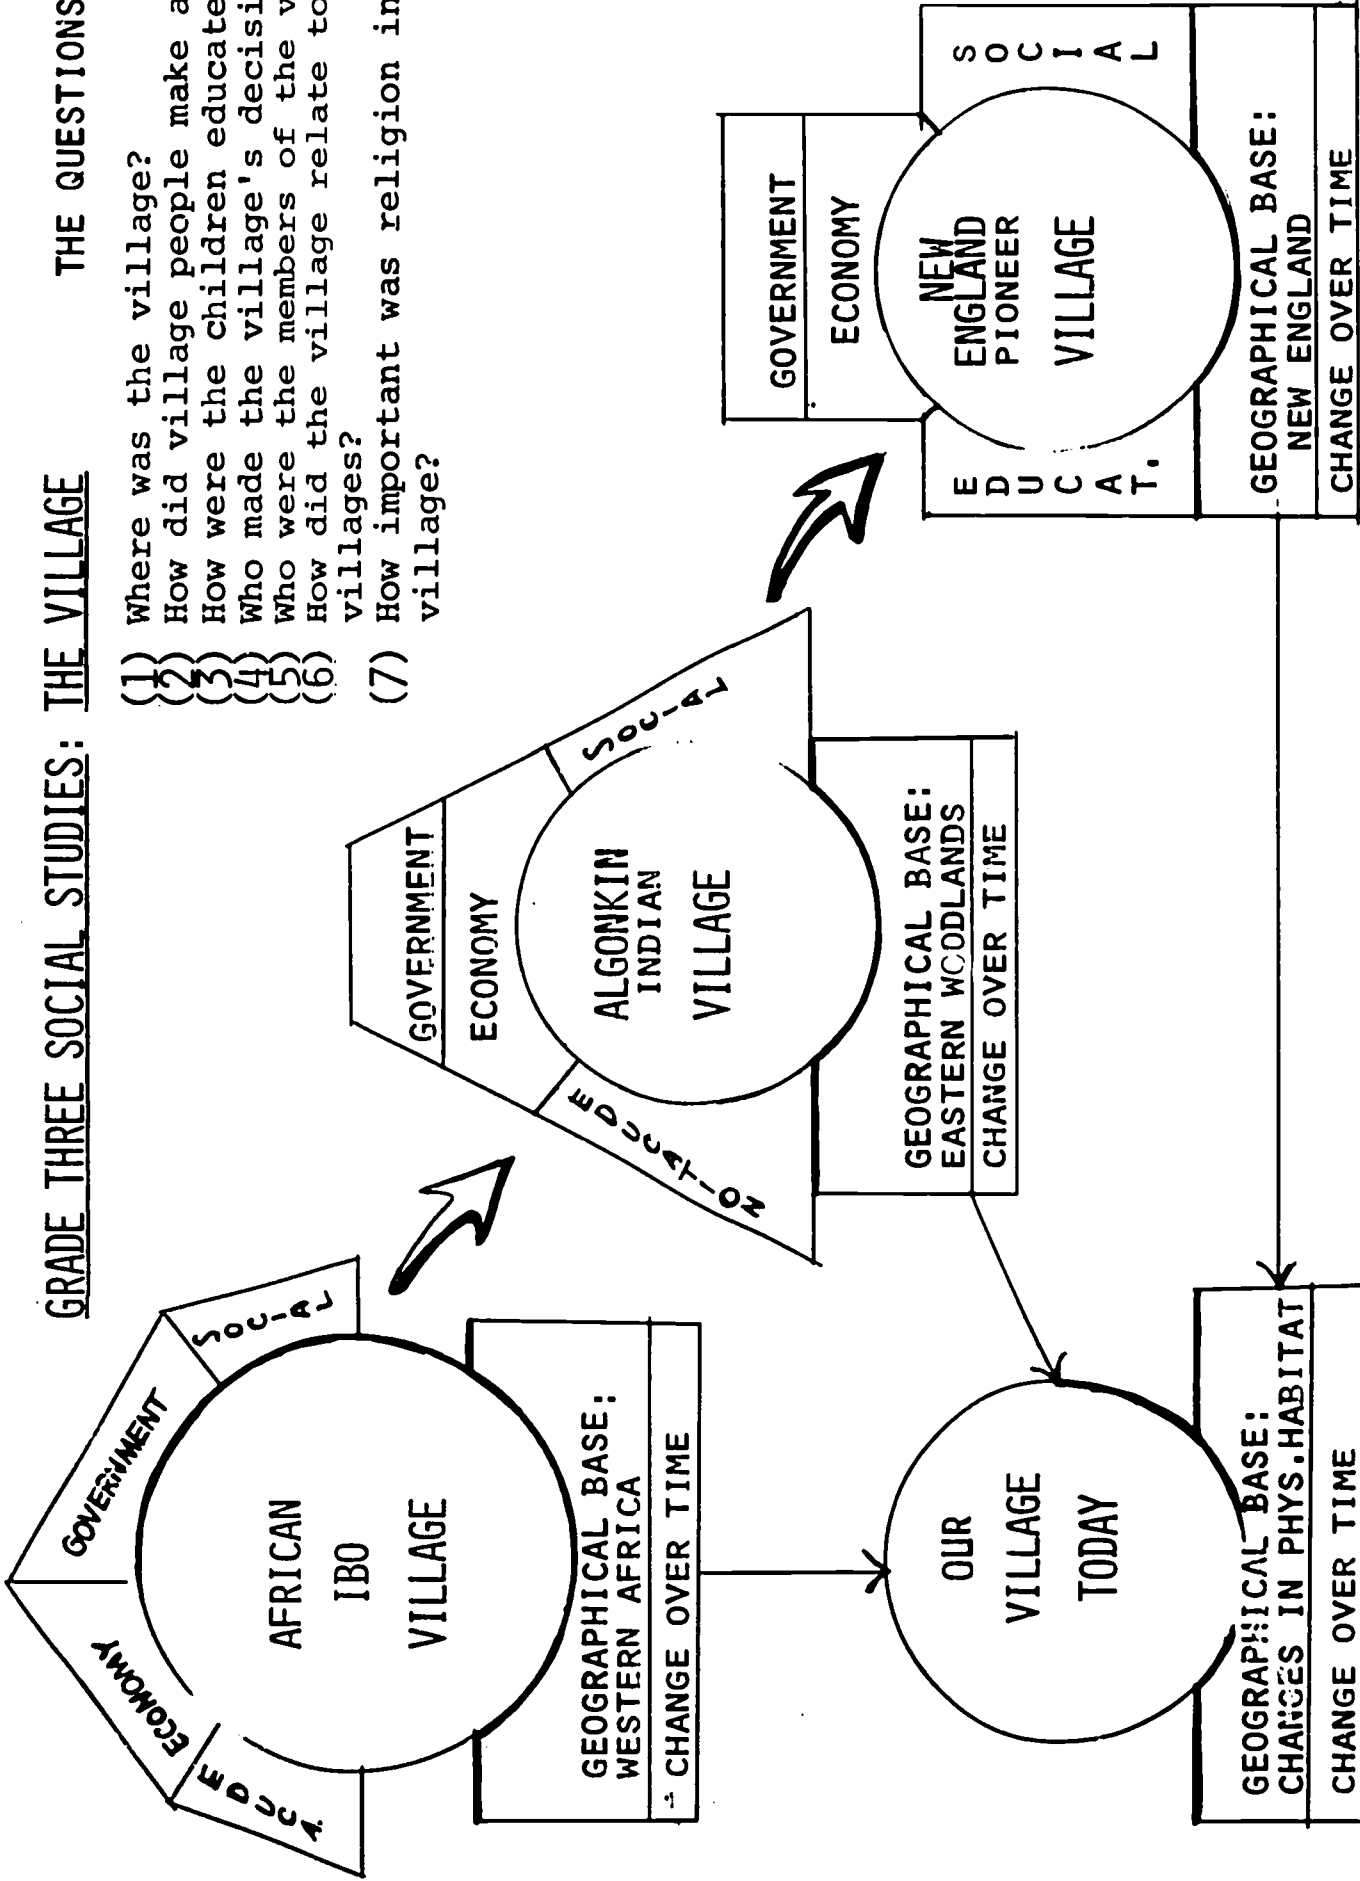 GRADE THREE SOCIAL STUDIES: THE VILLAGE
THE QUESTIONS
(1) Where was the village?
(2) How did village people make a
(3) How were the children educate
(4) Who made the village's decisi
(5) Who were the members of the v
(6) How did the village relate to
villages?
(7) How important was religion in
village?
GOVERNMENT
ECONOMY
EDUCA.
SOCIAL
AFRICAN
IBO
VILLAGE
GEOGRAPHICAL BASE:
WESTERN AFRICA
CHANGE OVER TIME
GOVERNMENT
ECONOMY
EDUCATION
SOCIAL
ALGONKIN
INDIAN
VILLAGE
GEOGRAPHICAL BASE:
EASTERN WOODLANDS
CHANGE OVER TIME
GOVERNMENT
ECONOMY
EDUCAT.
SOCIAL
NEW
ENGLAND
PIONEER
VILLAGE
GEOGRAPHICAL BASE:
NEW ENGLAND
CHANGE OVER TIME
OUR
VILLAGE
TODAY
GEOGRAPHICAL BASE:
CHANGES IN PHYS.HABITAT
CHANGE OVER TIME